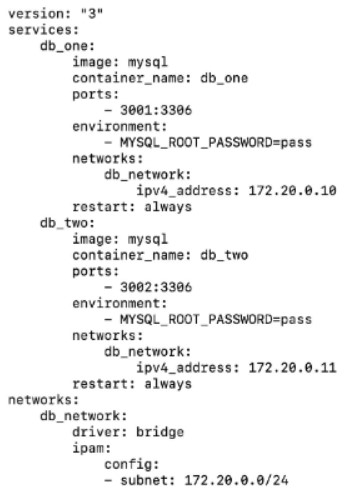 version: "3"
services:
    db_one:
        image: mysql
        container_name: db_one
        ports:
            - 3001:3306
        environment:
            - MYSQL_ROOT_PASSWORD=pass
        networks:
            db_network:
                ipv4_address: 172.20.0.10
        restart: always
    db_two:
        image: mysql
        container_name: db_two
        ports:
            - 3002:3306
        environment:
            - MYSQL_ROOT_PASSWORD=pass
        networks:
            db_network:
                ipv4_address: 172.20.0.11
        restart: always
networks:
    db_network:
        driver: bridge
        ipam:
            config:
            - subnet: 172.20.0.0/24